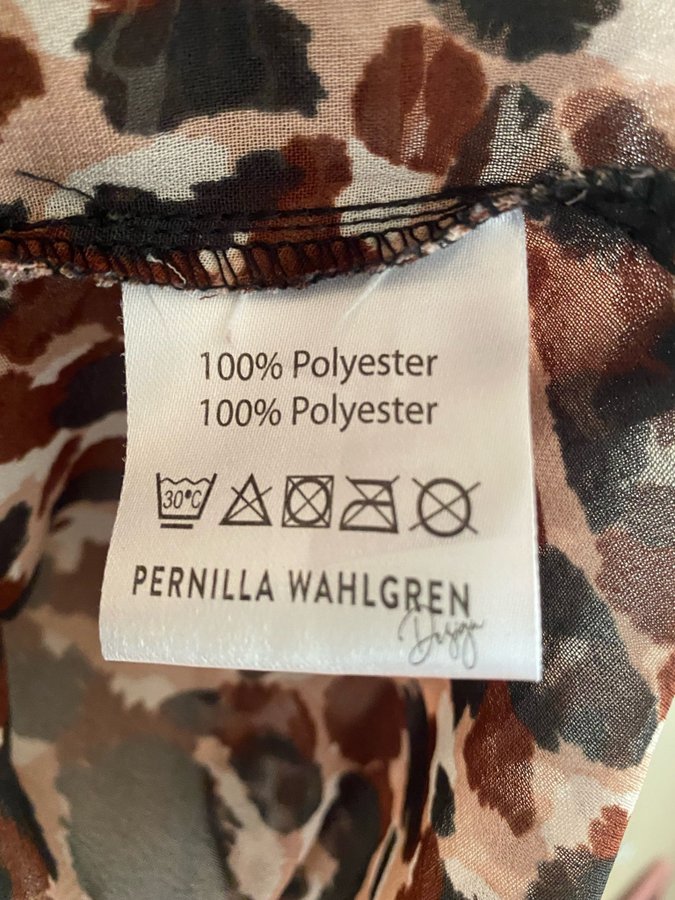 100% Polyester
100% Polyester
30°C
PERNILLA WAHLGREN
Design